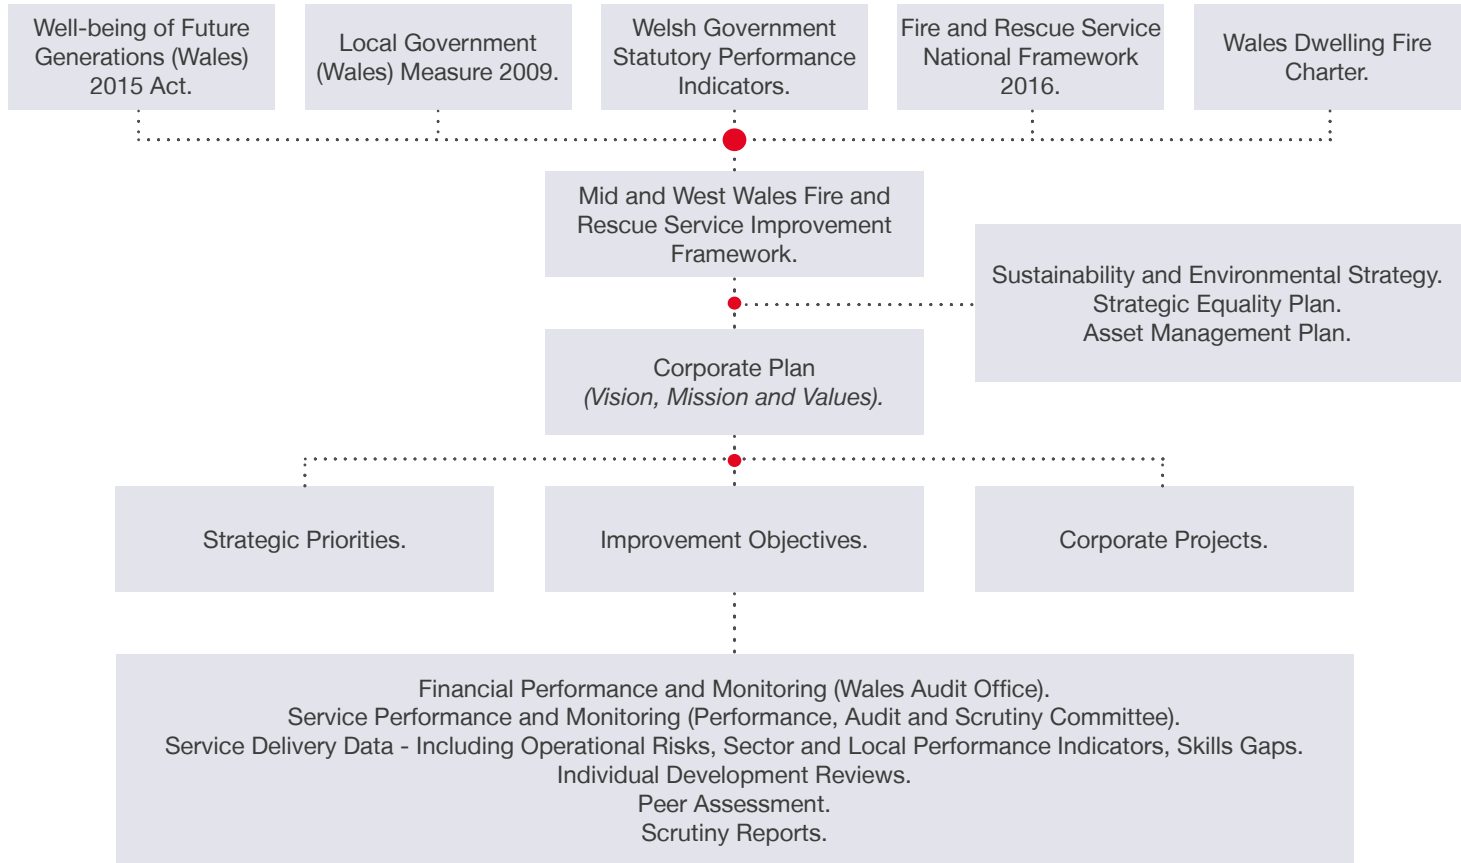 Well-being of Future
Generations (Wales)
2015 Act.
Local Government
(Wales) Measure 2009.
Welsh Government
Statutory Performance
Indicators.
Fire and Rescue Service
National Framework
2016.
Wales Dwelling Fire
Charter.
Mid and West Wales Fire and
Rescue Service Improvement
Framework.
Sustainability and Environmental Strategy.
Strategic Equality Plan.
Asset Management Plan.
Corporate Plan
(Vision, Mission and Values).
Strategic Priorities.
Improvement Objectives.
Corporate Projects.
Financial Performance and Monitoring (Wales Audit Office).
Service Performance and Monitoring (Performance, Audit and Scrutiny Committee).
Service Delivery Data - Including Operational Risks, Sector and Local Performance Indicators, Skills Gaps.
Individual Development Reviews.
Peer Assessment.
Scrutiny Reports.